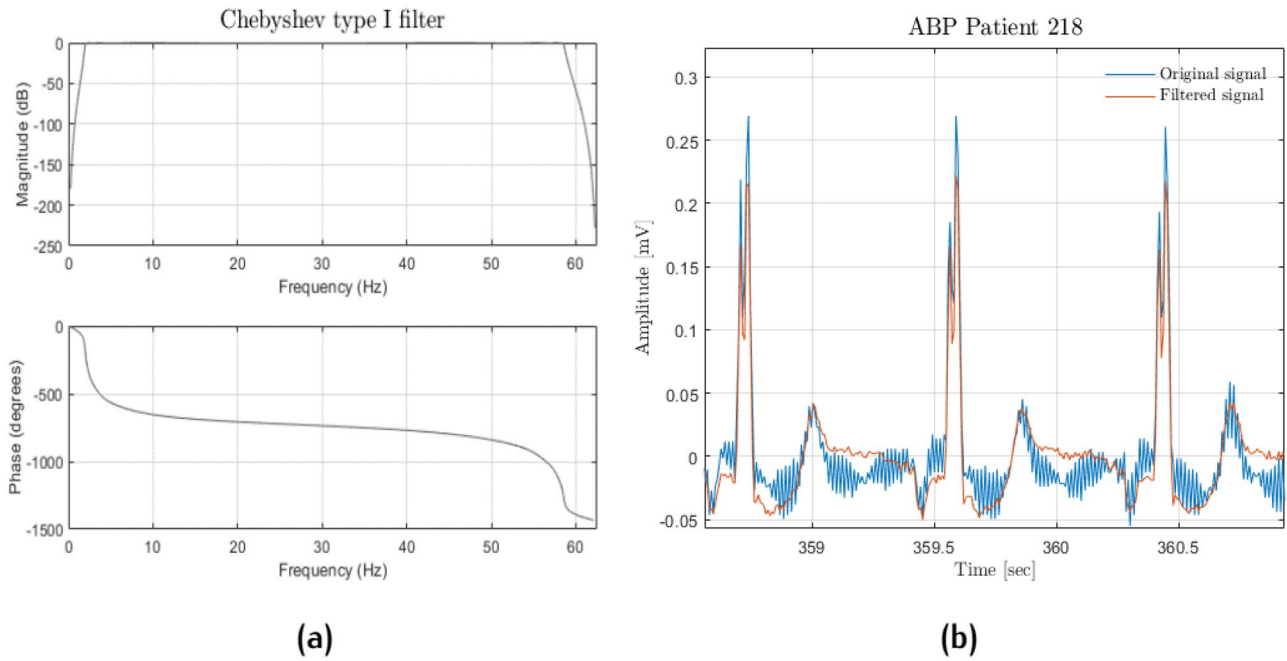 Chebyshev type I filter
0
-50
-100
-150
-200
-250
Magnitude (dB)
0 10 20 30 40 50 60
Frequency (Hz)
0
-500
-1000
-1500
Phase (degrees)
0 10 20 30 40 50 60
Frequency (Hz)
(a)
ABP Patient 218
Original signal
Filtered signal
0.3
0.25
0.2
0.15
0.1
0.05
0
-0.05
Amplitude [mV]
359 359.5 360 360.5
Time [sec]
(b)